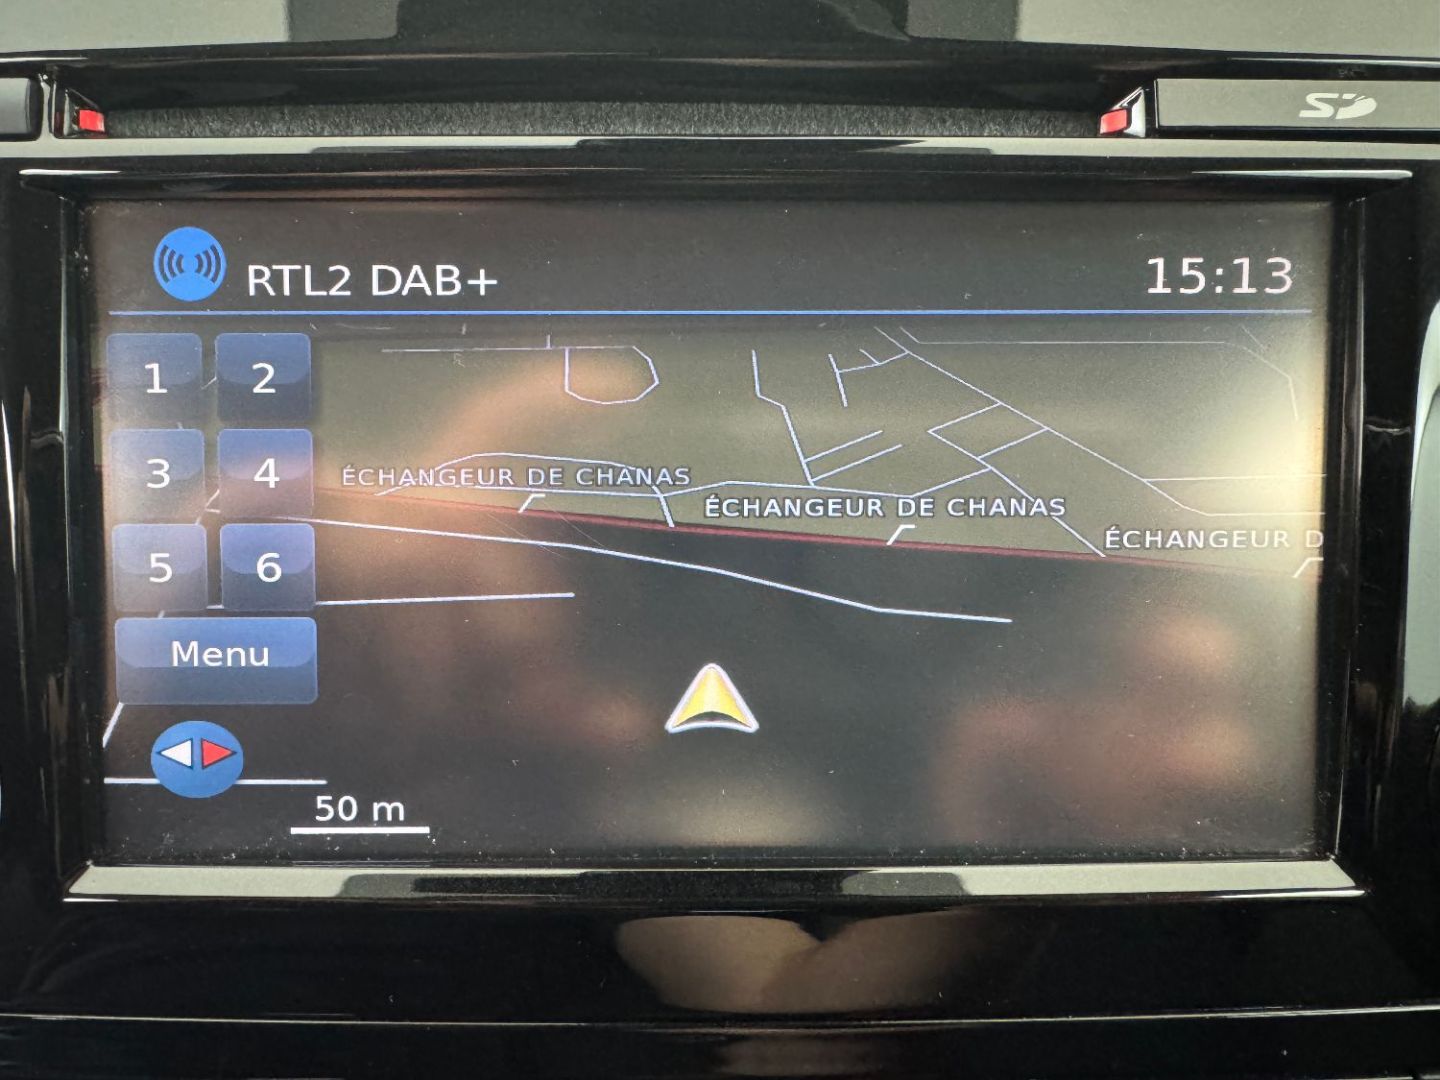 SD
RTL2 DAB+
15:13
1 2
3 4
5 6
Menu
ÉCHANGEUR DE CHANAS
ÉCHANGEUR DE CHANAS
ÉCHANGEUR D
50 m